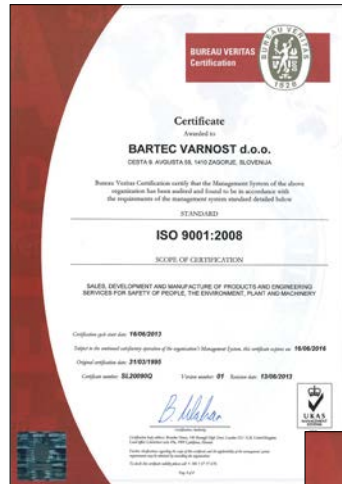 BUREAU VERITAS
Certification
BUREAU VERITAS
1828
Certificate
Awarded to
BARTEC VARNOST d.o.o.
CESTA 9. AVGUSTA 59, 1410 ZAGORJE, SLOVENIJA
Bureau Veritas Certification certify that the Management System of the above
organisation has been audited and found to be in accordance with
the requirements of the management system standard detailed below
STANDARD
ISO 9001:2008
SCOPE OF CERTIFICATION
SALES, DEVELOPMENT AND MANUFACTURE OF PRODUCTS AND ENGINEERING
SERVICES FOR SAFETY OF PEOPLE, THE ENVIRONMENT, PLANT AND MACHINERY
Certification cycle start date: 16/06/2013
Subject to the continued satisfactory operation of the organisation's Management System, this certificate expires on: 16/06/2016
Original certification date: 31/03/1995
Certificate number: SL20090Q Version number: 01 Revision date: 13/06/2013
UKAS
MANAGEMENT
SYSTEMS